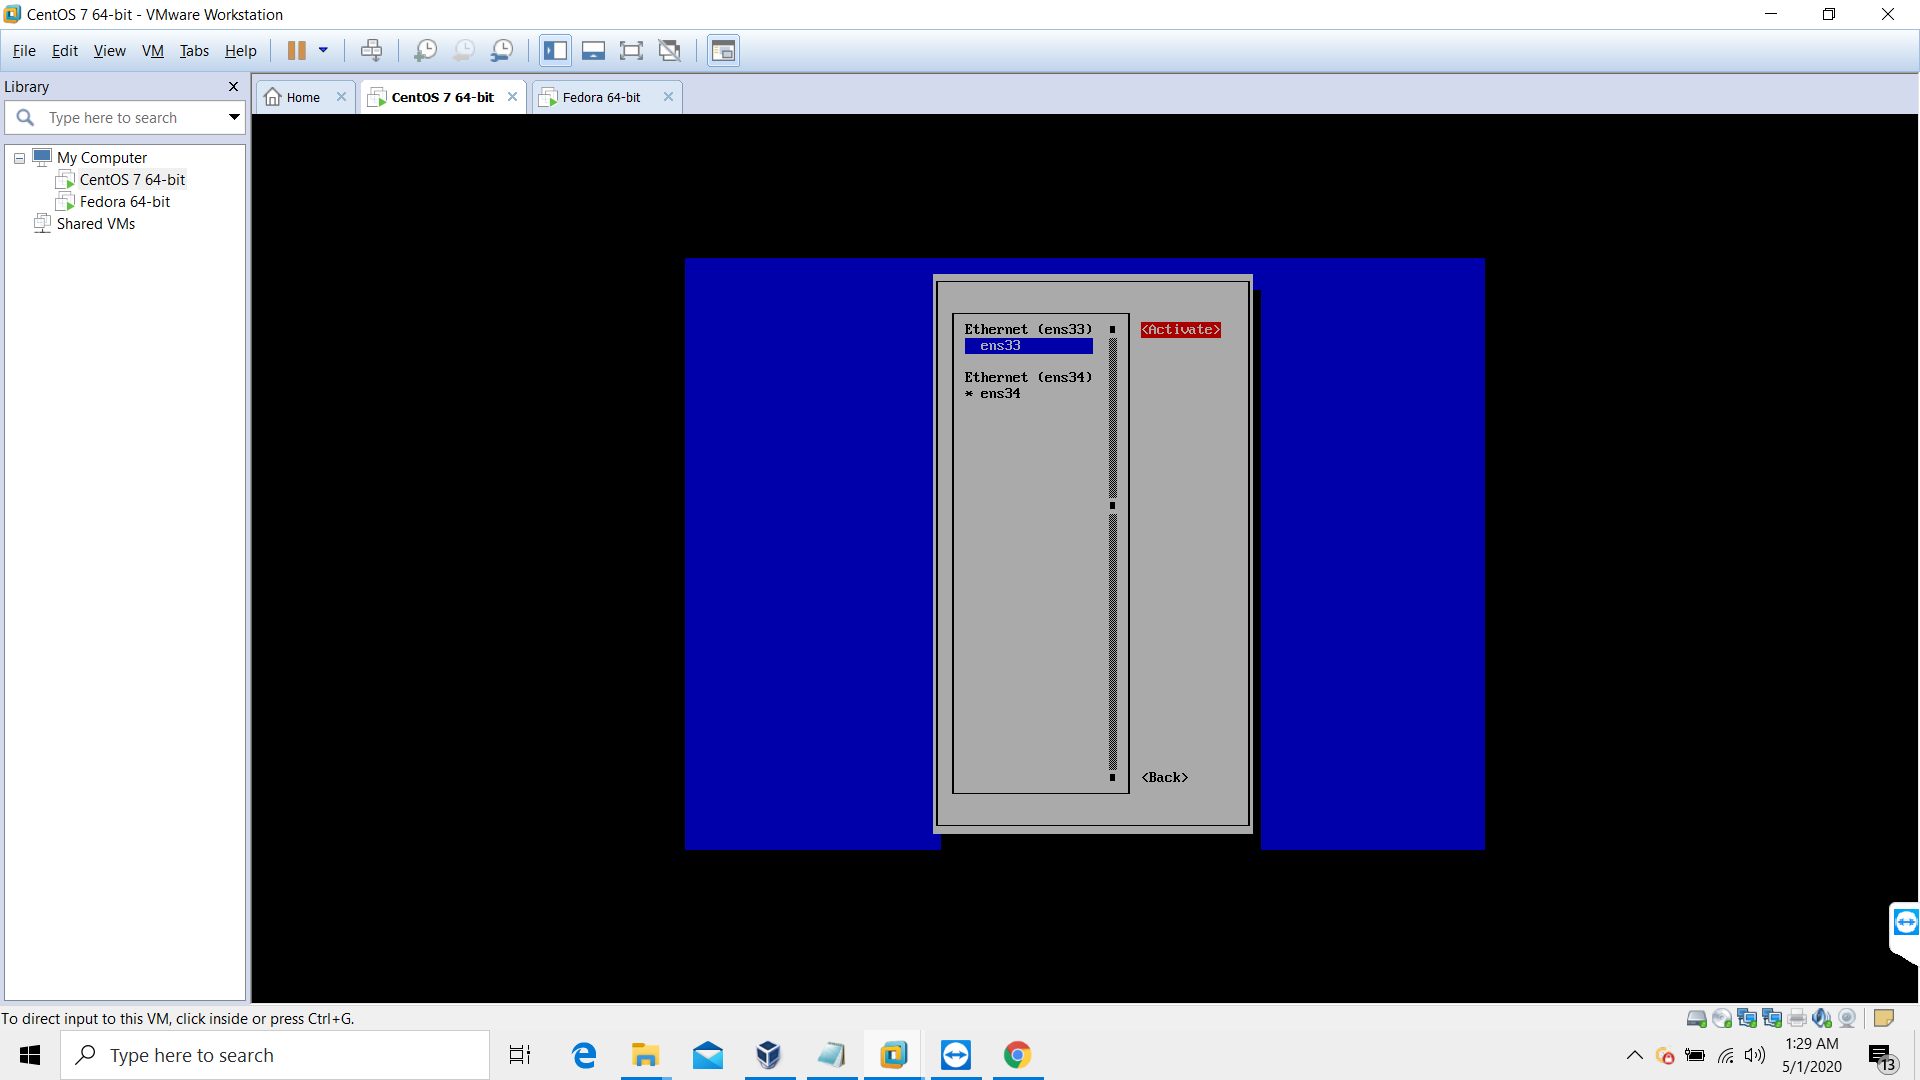 CentOS 7 64-bit - VMware Workstation
File Edit View VM Tabs Help
Library
Type here to search
My Computer
CentOS 7 64-bit
Fedora 64-bit
Shared VMs
Home
CentOS 7 64-bit
Fedora 64-bit
Ethernet (ens33)
ens33
Ethernet (ens34)
* ens34
<Activate>
<Back>
To direct input to this VM, click inside or press Ctrl+G.
Type here to search
1:29 AM
5/1/2020
13